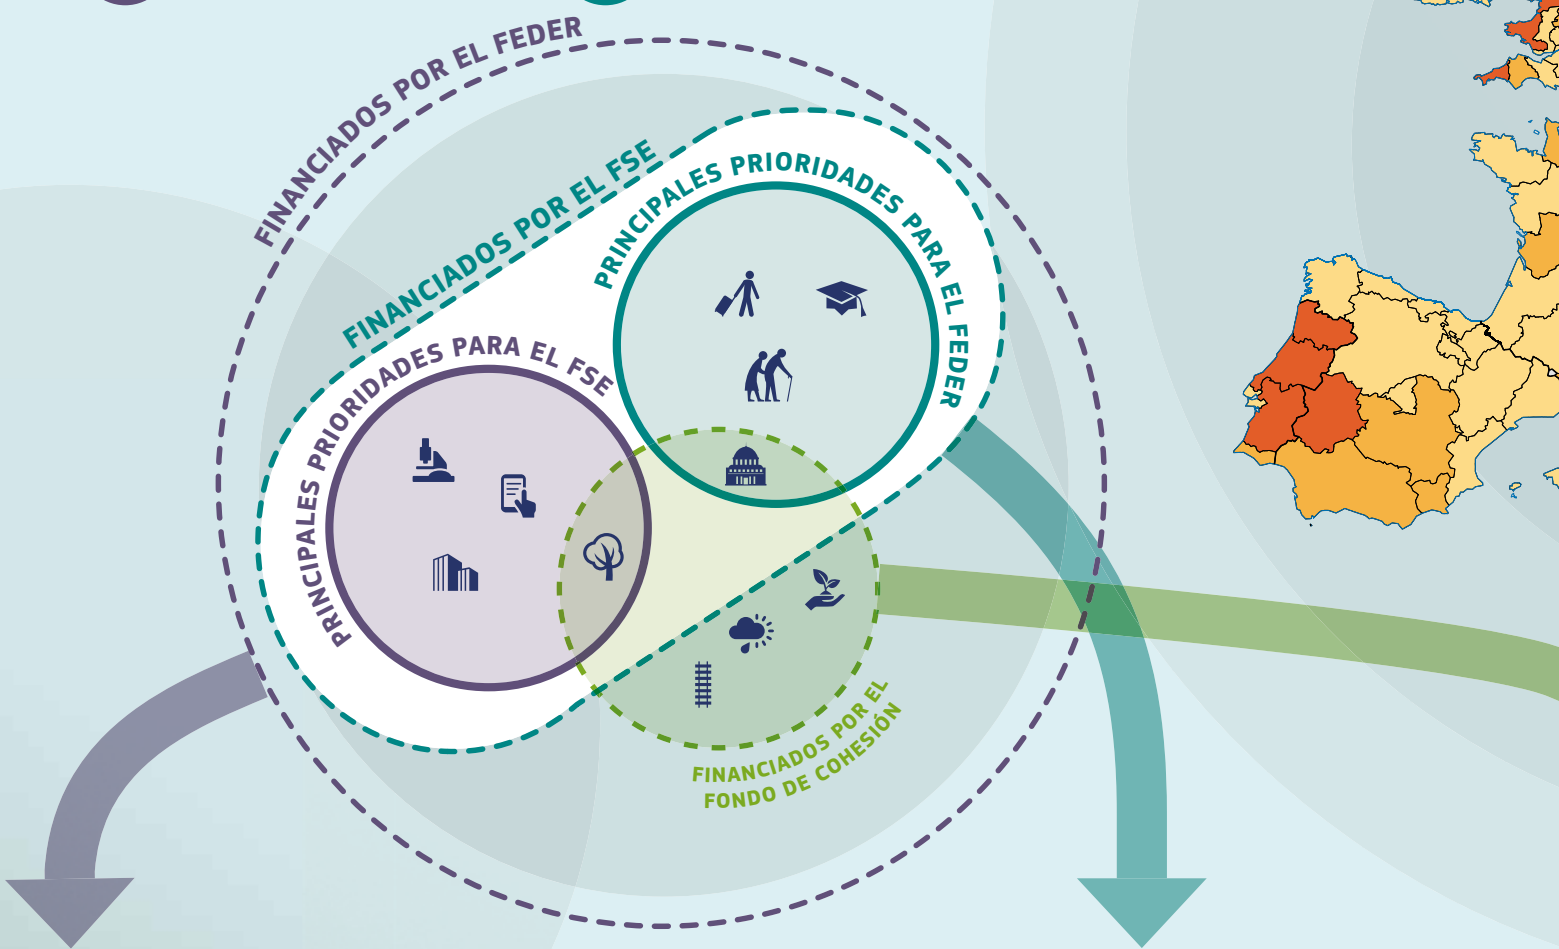 FINANCIADOS POR EL FEDER
FINANCIADOS POR EL FSE
PRINCIPALES PRIORIDADES PARA EL FEDER
PRINCIPALES PRIORIDADES PARA EL FSE
FINANCIADOS POR EL
FONDO DE COHESIÓN